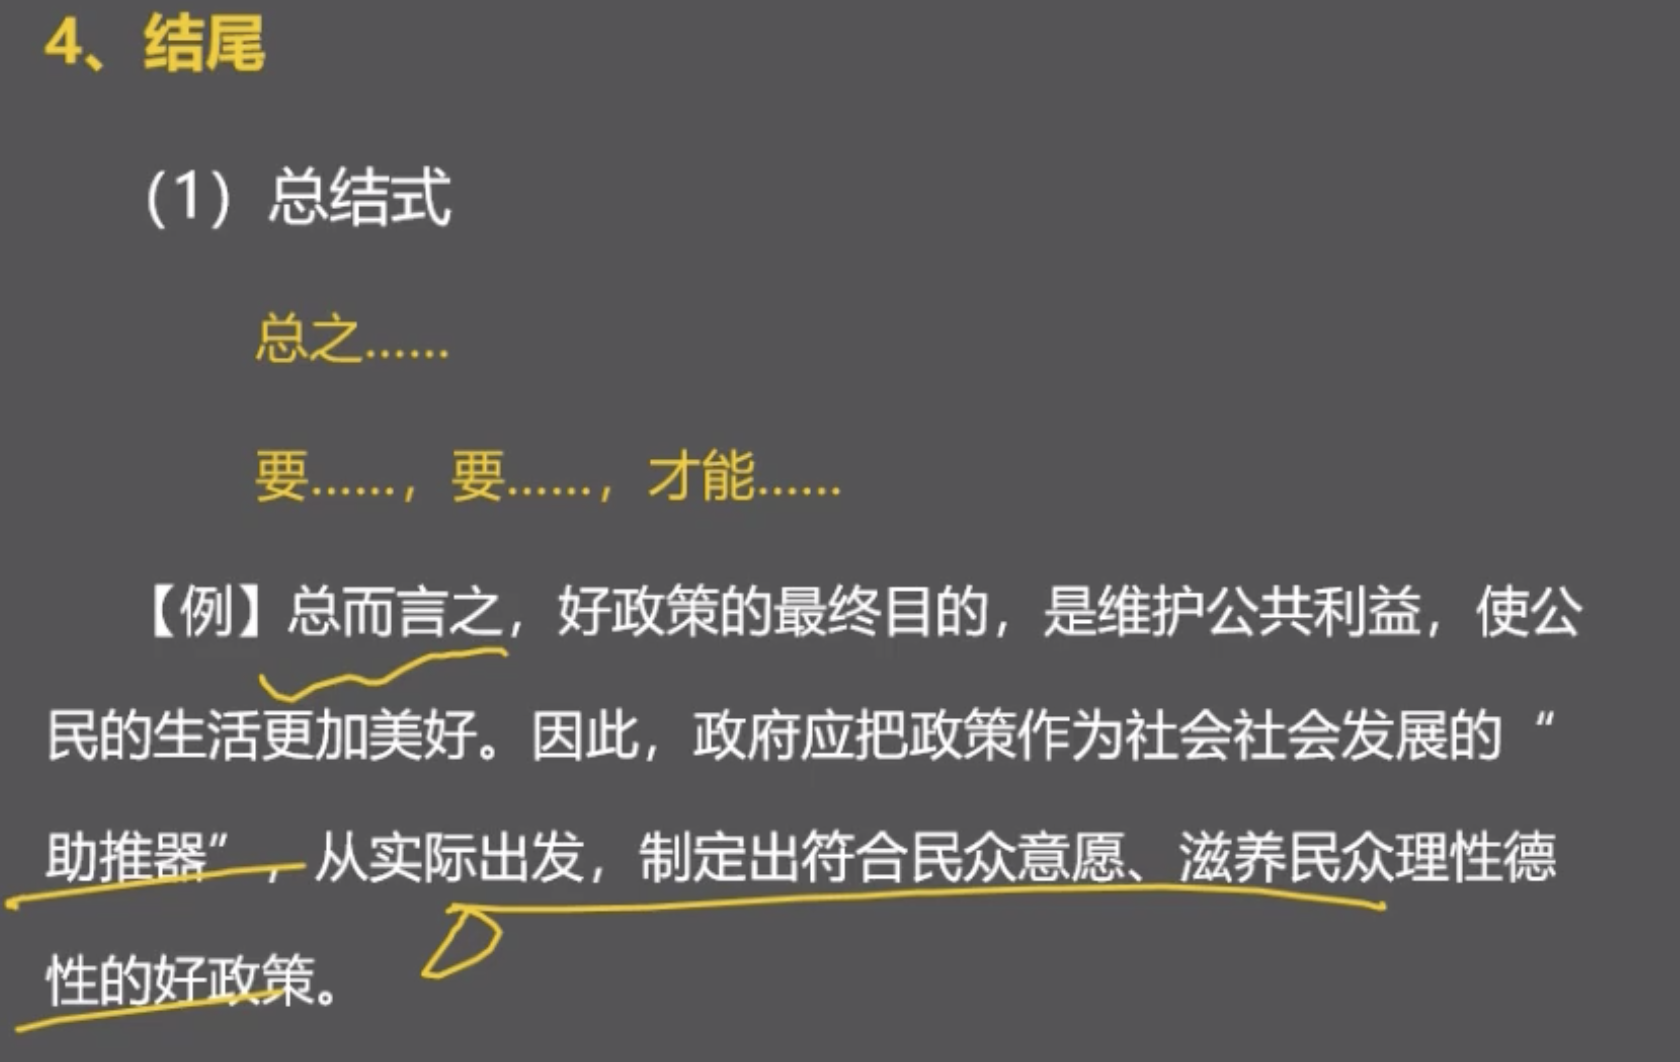 4、结尾
（1）总结式
总之……
要……，要……，才能……
【例】总而言之，好政策的最终目的，是维护公共利益，使公
民的生活更加美好。因此，政府应把政策作为社会社会发展的“
助推器”，从实际出发，制定出符合民众意愿、滋养民众理性德
性的好政策。